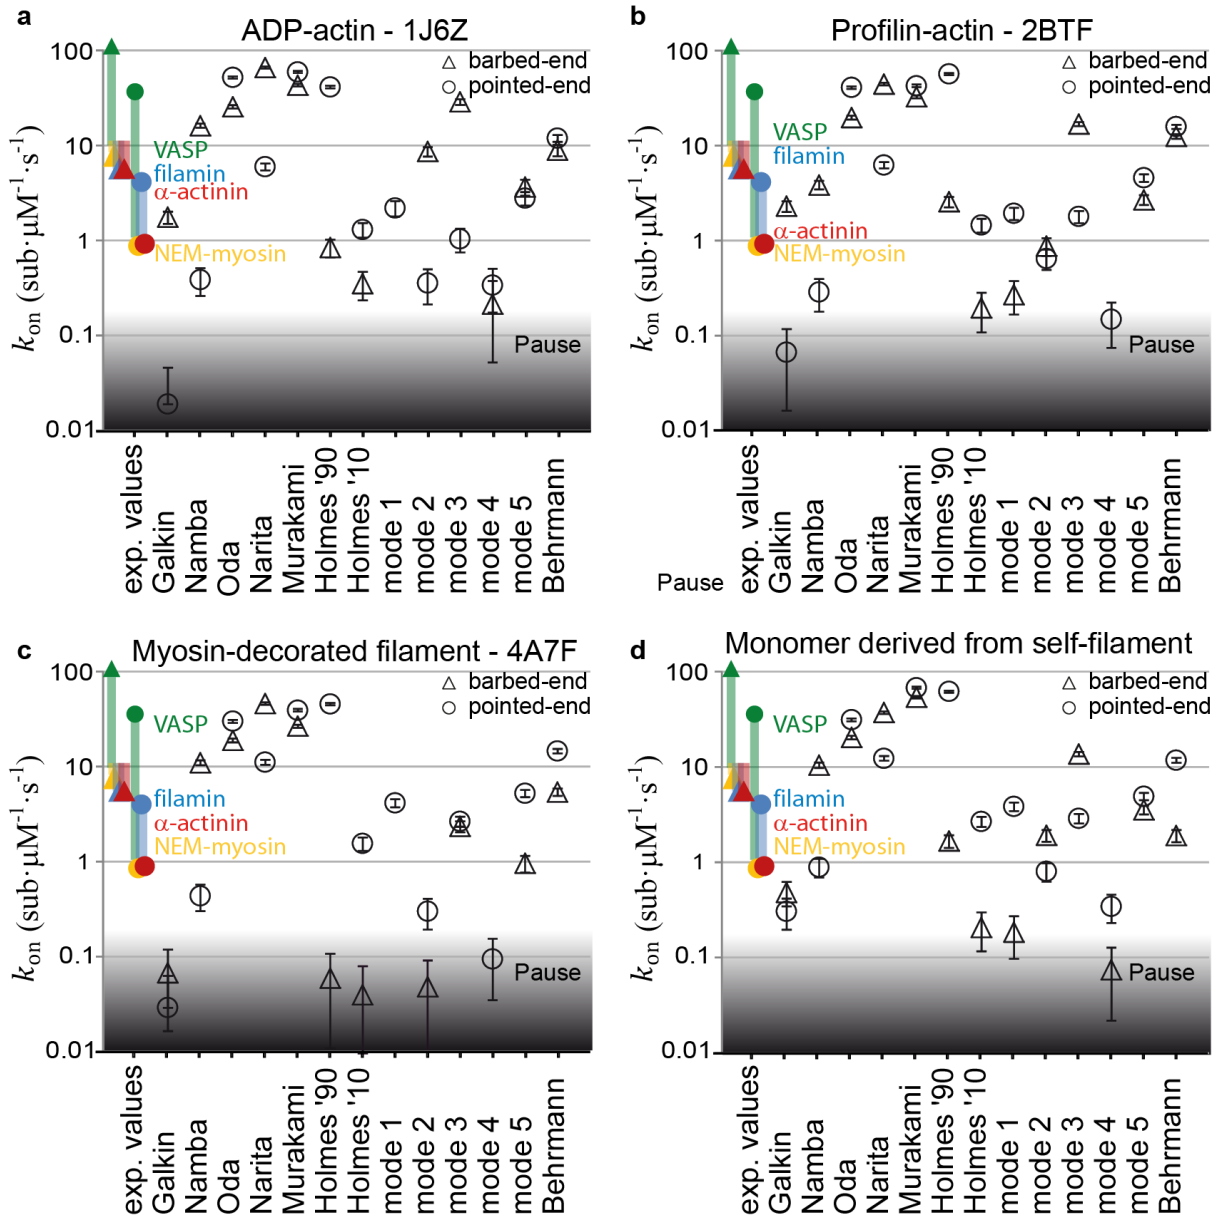 a
ADP-actin - 1J6Z
100
10
1
0.1
0.01
kon (sub·µM-1·s-1)
barbed-end
pointed-end
VASP
filamin
α-actinin
NEM-myosin
Pause
exp. values
Galkin
Namba
Oda
Narita
Murakami
Holmes '90
Holmes '10
mode 1
mode 2
mode 3
mode 4
mode 5
Behrmann
b
Profilin-actin - 2BTF
100
10
1
0.1
0.01
kon (sub·µM-1·s-1)
barbed-end
pointed-end
VASP
filamin
α-actinin
NEM-myosin
Pause
Pause
exp. values
Galkin
Namba
Oda
Narita
Murakami
Holmes '90
Holmes '10
mode 1
mode 2
mode 3
mode 4
mode 5
Behrmann
c
Myosin-decorated filament - 4A7F
100
10
1
0.1
0.01
kon (sub·µM-1·s-1)
barbed-end
pointed-end
VASP
filamin
α-actinin
NEM-myosin
Pause
exp. values
Galkin
Namba
Oda
Narita
Murakami
Holmes '90
Holmes '10
mode 1
mode 2
mode 3
mode 4
mode 5
Behrmann
d
Monomer derived from self-filament
100
10
1
0.1
0.01
kon (sub·µM-1·s-1)
barbed-end
pointed-end
VASP
filamin
α-actinin
NEM-myosin
Pause
exp. values
Galkin
Namba
Oda
Narita
Murakami
Holmes '90
Holmes '10
mode 1
mode 2
mode 3
mode 4
mode 5
Behrmann